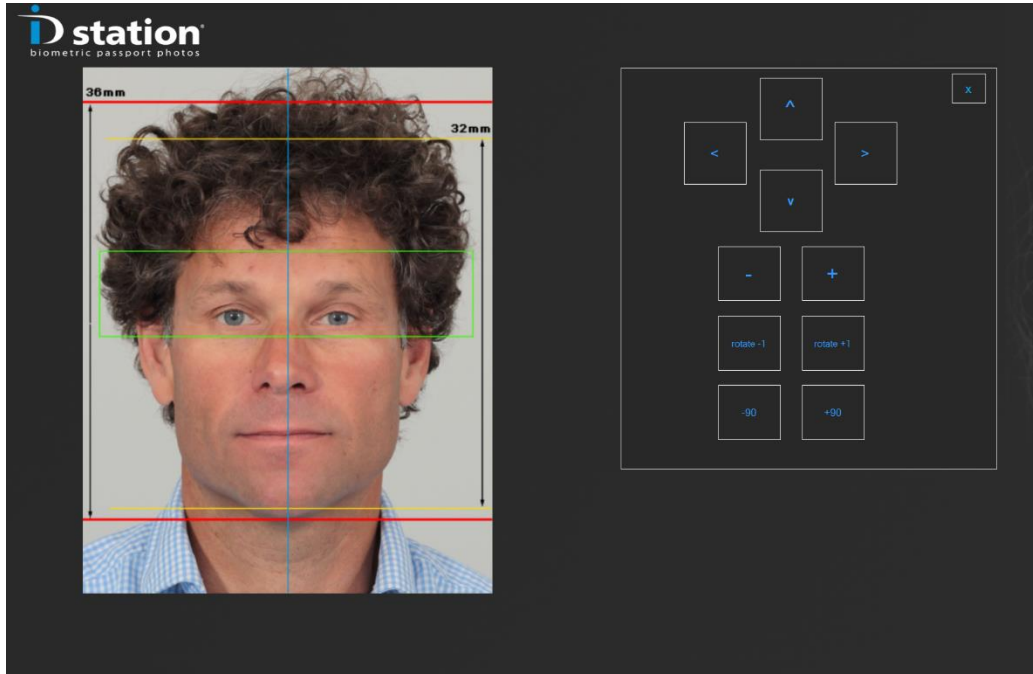 iD station
biometric passport photos
36mm
32mm
x
^
<
>
v
-
+
rotate -1
rotate +1
-90
+90